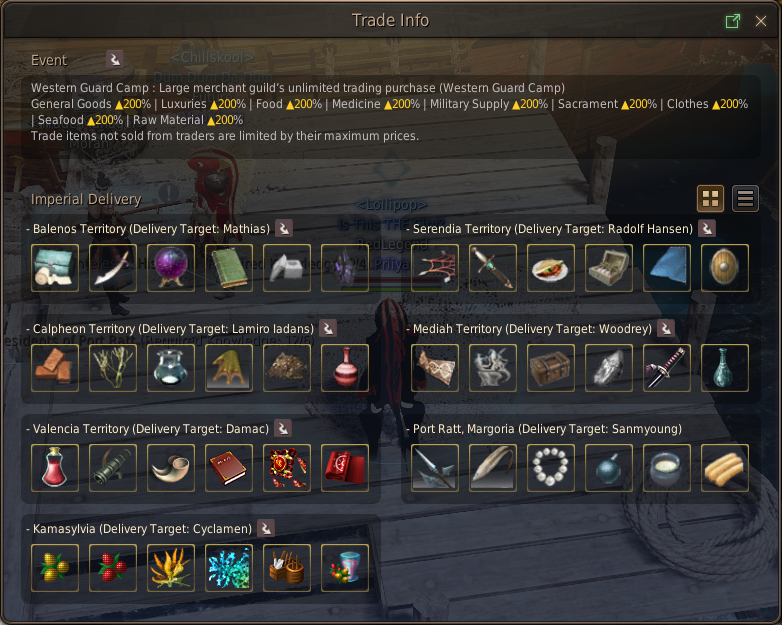 Trade Info
Event
<Chillskool>
Western Guard Camp : Large merchant guild's unlimited trading purchase (Western Guard Camp)
General Goods ▲200% | Luxuries ▲200% | Food ▲200% | Medicine ▲200% | Military Supply ▲200% | Sacrament ▲200% | Clothes ▲200%
| Seafood ▲200% | Raw Material ▲200%
Trade items not sold from traders are limited by their maximum prices.
Imperial Delivery
<Lollipop>
- Balenos Territory (Delivery Target: Mathias)
- Serendia Territory (Delivery Target: Radolf Hansen)
- Calpheon Territory (Delivery Target: Lamiro Iadans)
- Mediah Territory (Delivery Target: Woodrey)
- Valencia Territory (Delivery Target: Damac)
- Port Ratt, Margoria (Delivery Target: Sanmyoung)
- Kamasylvia (Delivery Target: Cyclamen)